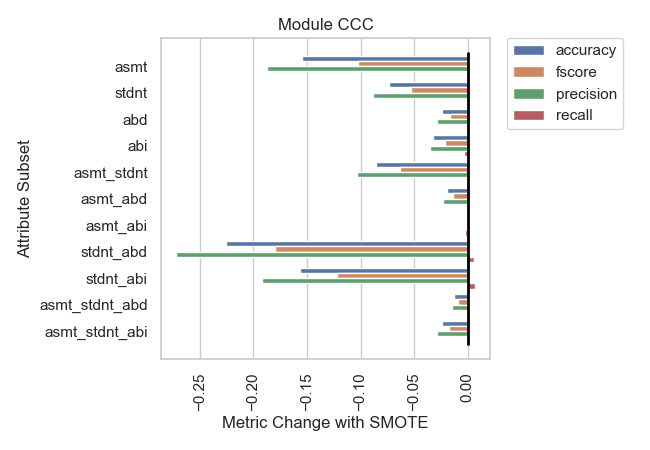 Module CCC
accuracy
fscore
precision
recall
Attribute Subset
asmt
stdnt
abd
abi
asmt_stdnt
asmt_abd
asmt_abi
stdnt_abd
stdnt_abi
asmt_stdnt_abd
asmt_stdnt_abi
−0.25
−0.20
−0.15
−0.10
−0.05
0.00
Metric Change with SMOTE